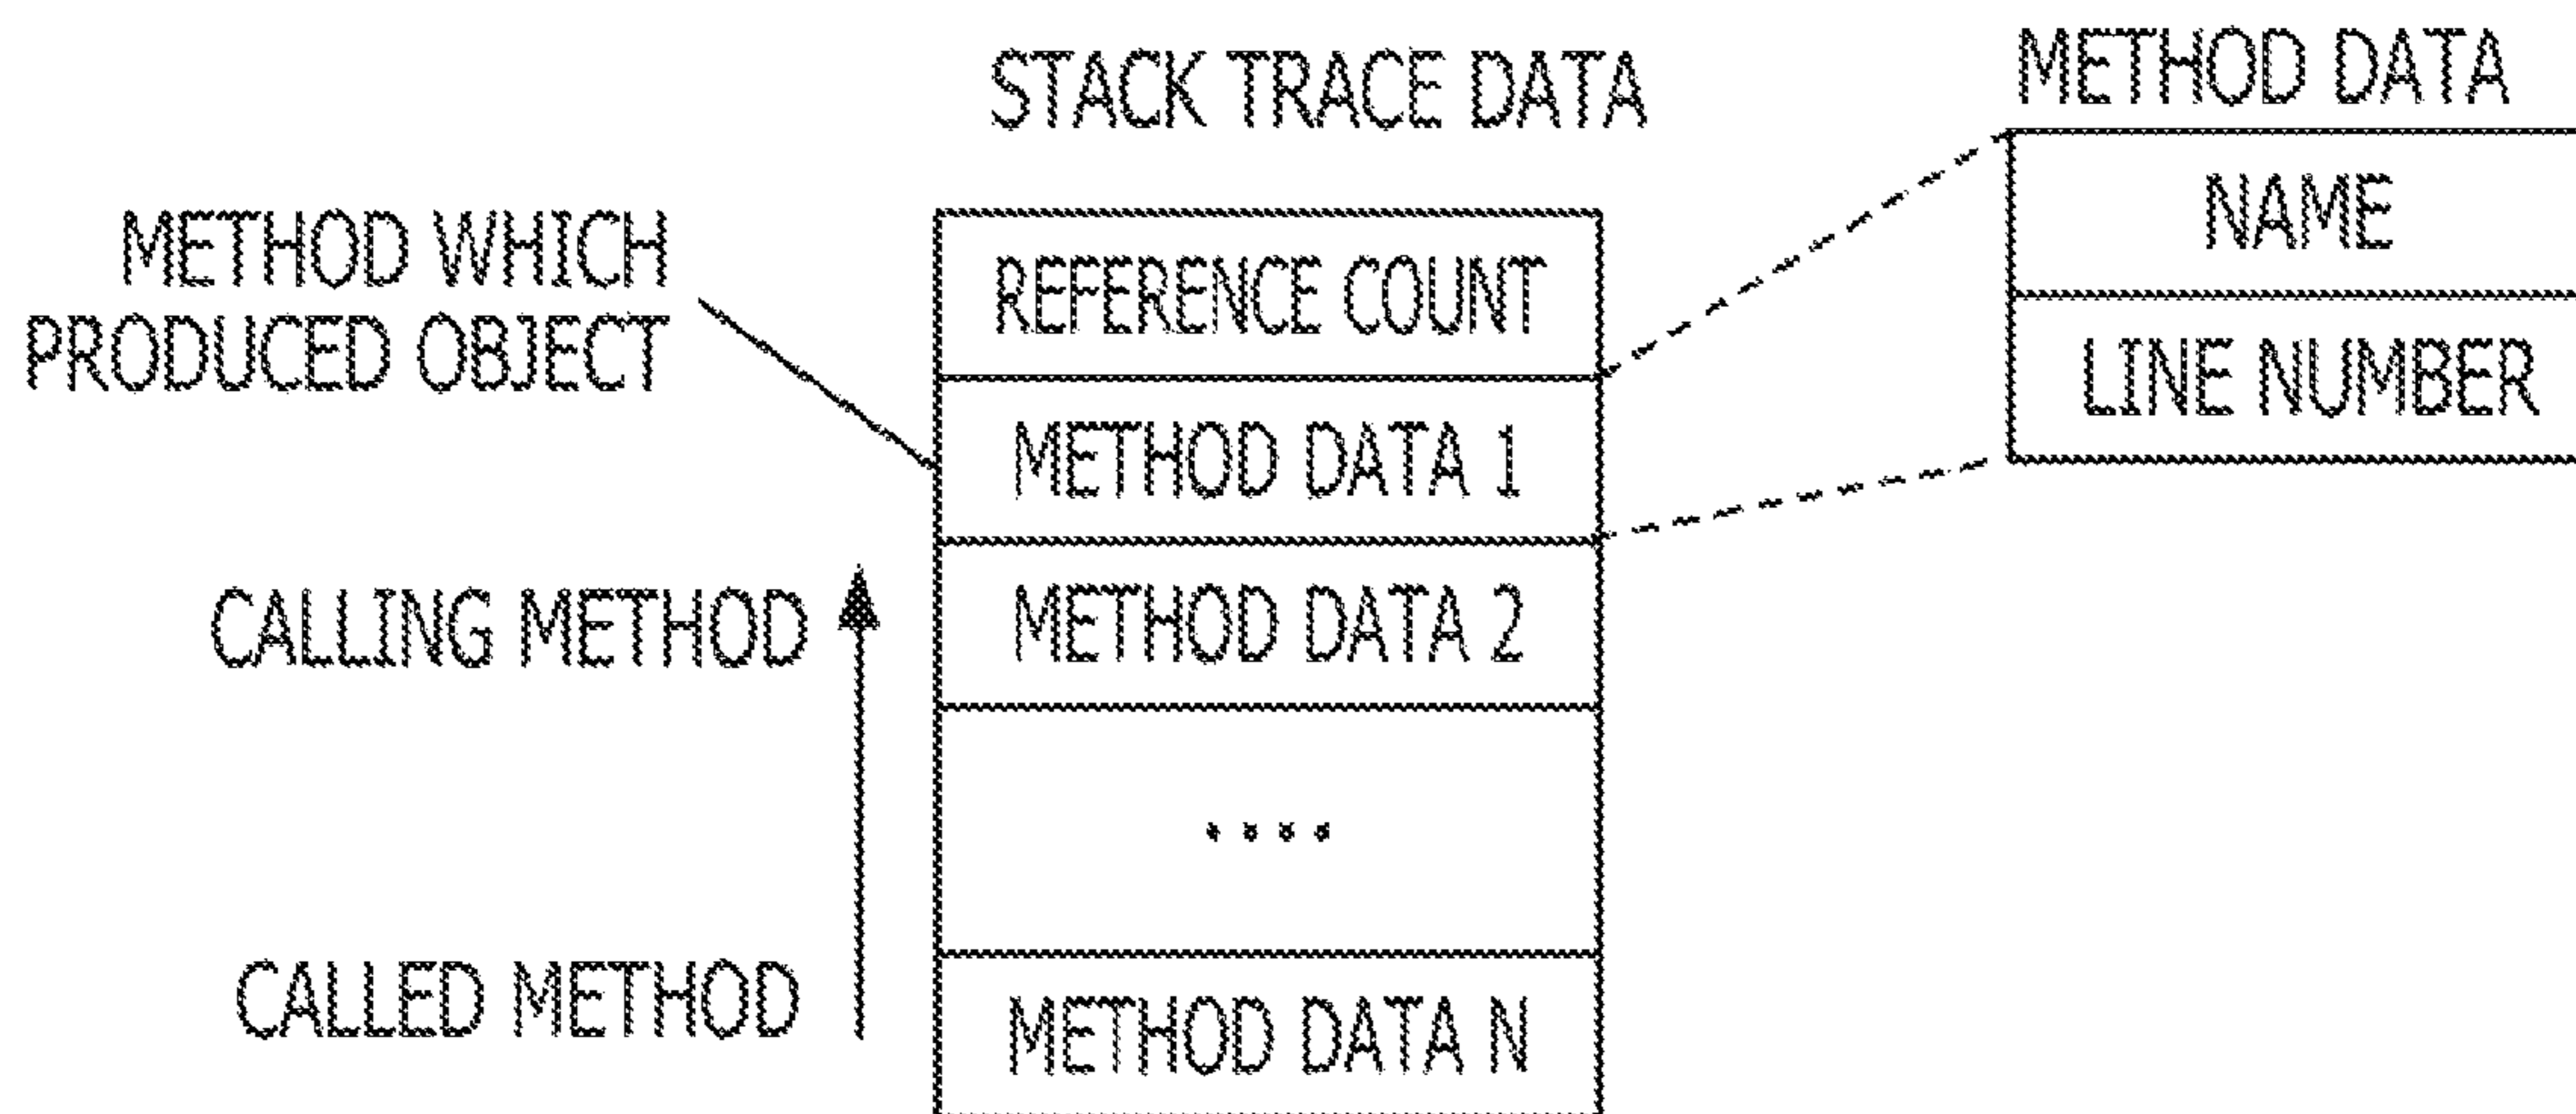 STACK TRACE DATA
METHOD DATA
METHOD WHICH
PRODUCED OBJECT
CALLING METHOD
CALLED METHOD
REFERENCE COUNT
METHOD DATA 1
METHOD DATA 2
....
METHOD DATA N
NAME
LINE NUMBER